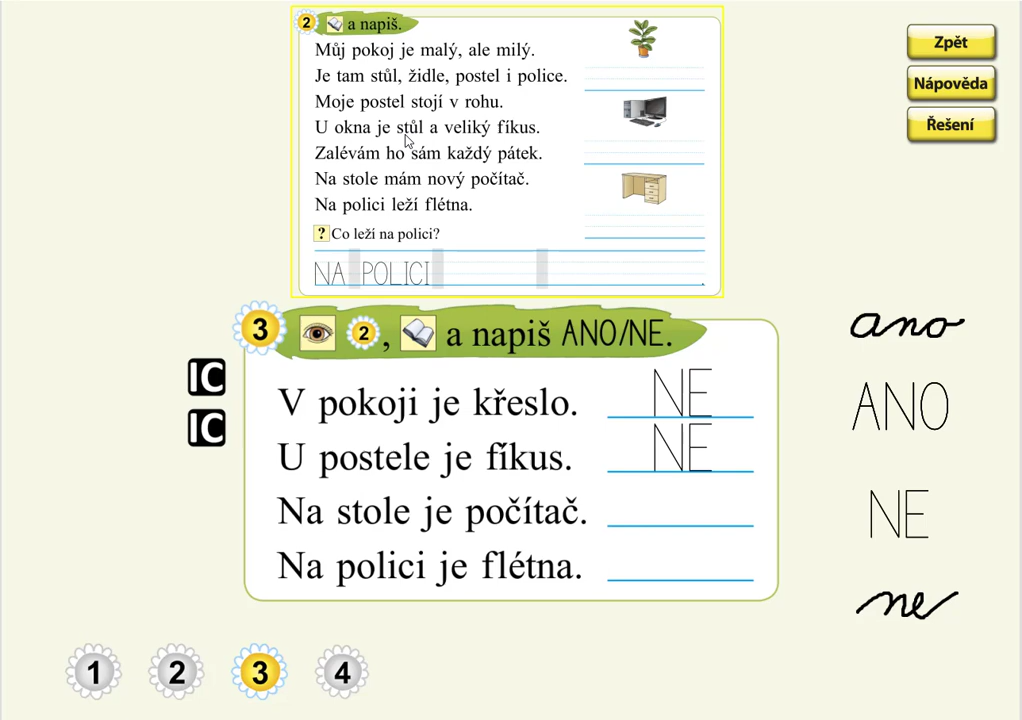 2 a napiš.
Můj pokoj je malý, ale milý.
Je tam stůl, židle, postel i police.
Moje postel stojí v rohu.
U okna je stůl a veliký fíkus.
Zalévám ho sám každý pátek.
Na stole mám nový počítač.
Na polici leží flétna.
? Co leží na polici?
NA POLICI .
Zpět
Nápověda
Řešení
3 2, a napiš ANO/NE.
IC
IC
V pokoji je křeslo. NE
U postele je fíkus. NE
Na stole je počítač.
Na polici je flétna.
ano
ANO
NE
ne
1 2 3 4